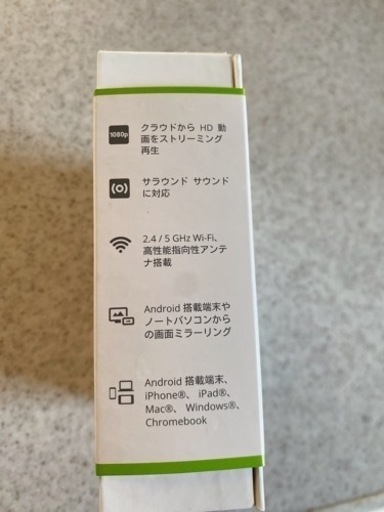 1080p
クラウドから HD 動
画をストリーミング
再生
サラウンド サウンド
に対応
2.4 / 5 GHz Wi-Fi、
高性能指向性アンテ
ナ搭載
Android 搭載端末や
ノートパソコンから
の画面ミラーリング
Android 搭載端末、
iPhone®、 iPad®、
Mac®、 Windows®、
Chromebook